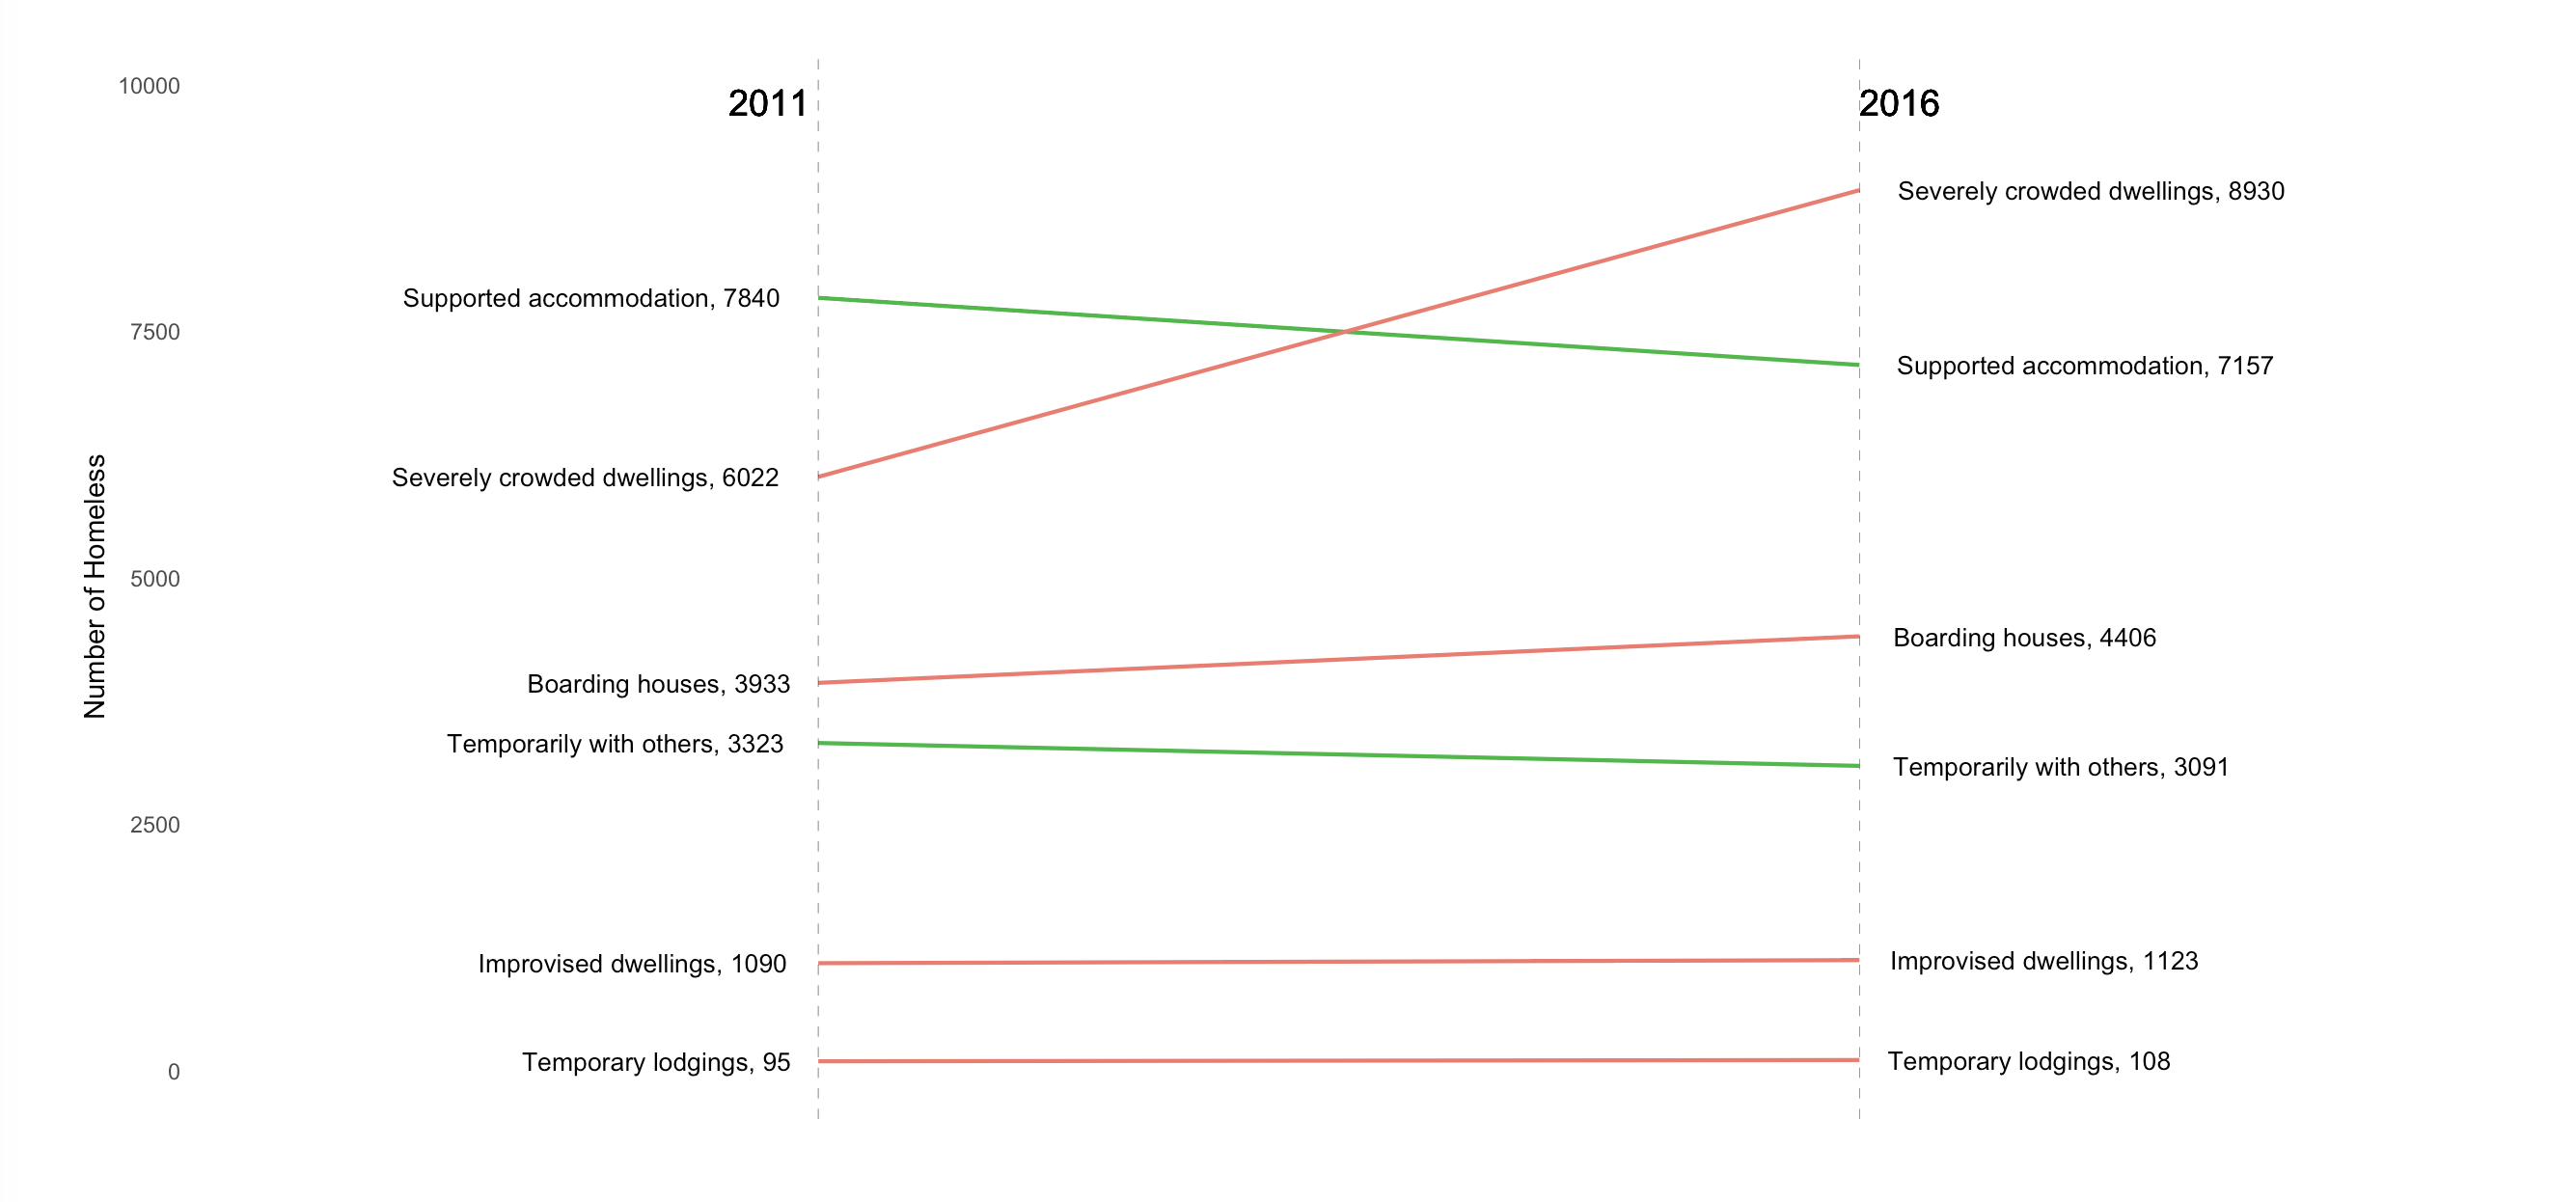 10000
7500
5000
2500
0
Number of Homeless
2011
2016
Supported accommodation, 7840
Severely crowded dwellings, 6022
Boarding houses, 3933
Temporarily with others, 3323
Improvised dwellings, 1090
Temporary lodgings, 95
Severely crowded dwellings, 8930
Supported accommodation, 7157
Boarding houses, 4406
Temporarily with others, 3091
Improvised dwellings, 1123
Temporary lodgings, 108